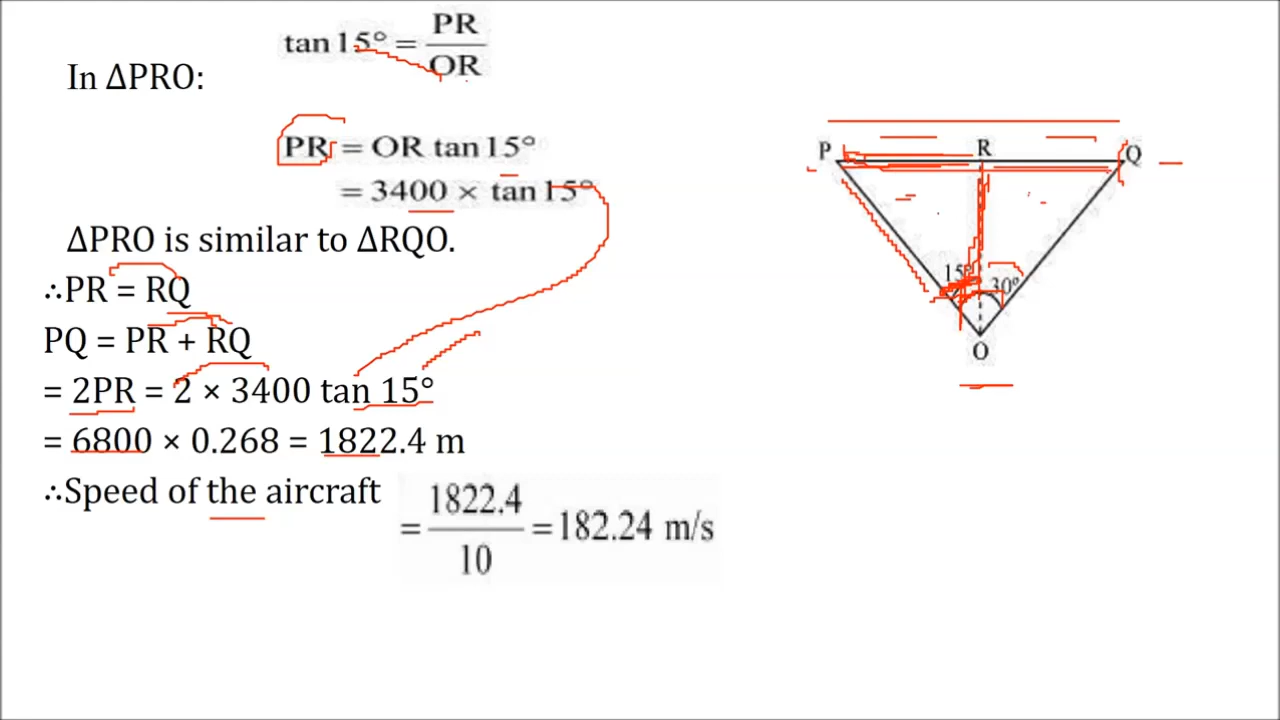 tan 15° = PR/OR
In ΔPRO:
PR = OR tan 15°
= 3400 × tan 15°
ΔPRO is similar to ΔRQO.
∴PR = RQ
PQ = PR + RQ
= 2PR = 2 × 3400 tan 15°
= 6800 × 0.268 = 1822.4 m
∴Speed of the aircraft = 1822.4/10 = 182.24 m/s
P R Q
15° 30°
O